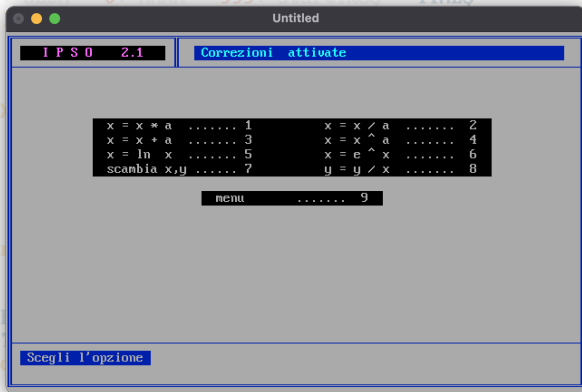 Untitled
I P S O 2.1 Correzioni attivate
x = x * a ....... 1 x = x / a ....... 2
x = x + a ....... 3 x = x ^ a ....... 4
x = ln x ....... 5 x = e ^ x ....... 6
scambia x,y ...... 7 y = y / x ....... 8
menu ....... 9
Scegli l'opzione